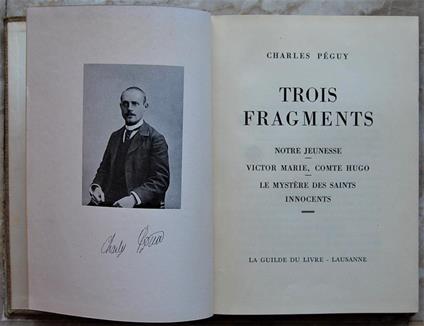 CHARLES PÉGUY
TROIS
FRAGMENTS
NOTRE JEUNESSE
VICTOR MARIE, COMTE HUGO
LE MYSTÈRE DES SAINTS
INNOCENTS
LA GUILDE DU LIVRE - LAUSANNE